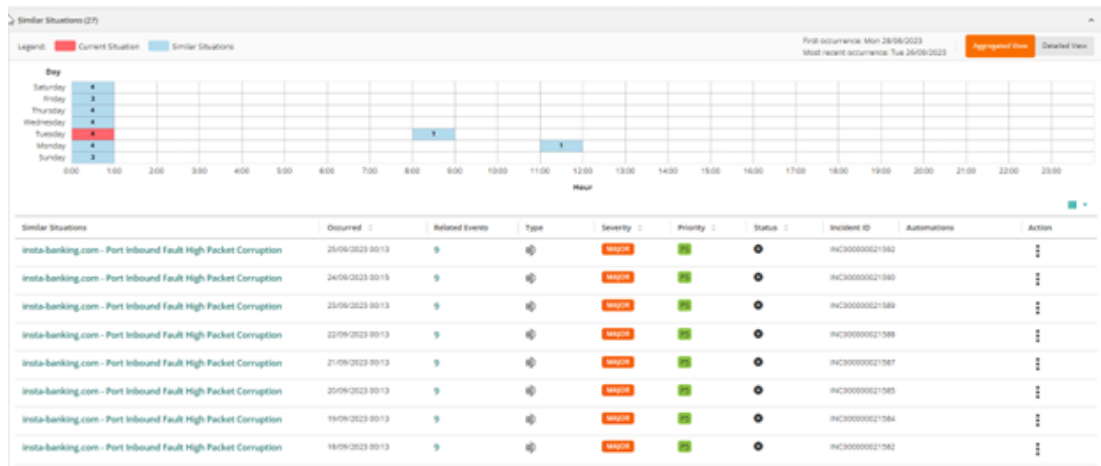 Similar Situations (27)
Legend: Current Situation Similar Situations
First occurrence: Mon 28/08/2023
Most recent occurrence: Tue 26/09/2023
Aggregated View Detailed View
Day
Saturday 4
Friday 3
Thursday 4
Wednesday 4
Tuesday 4 1
Monday 4 1
Sunday 3
0:00 1:00 2:00 3:00 4:00 5:00 6:00 7:00 8:00 9:00 10:00 11:00 12:00 13:00 14:00 15:00 16:00 17:00 18:00 19:00 20:00 21:00 22:00 23:00
Hour
Similar Situations Occurred Related Events Type Severity Priority Status Incident ID Automations Action
insta-banking.com - Port Inbound Fault High Packet Corruption 25/09/2023 00:13 9 MAJOR P5 INC000000021592
insta-banking.com - Port Inbound Fault High Packet Corruption 24/09/2023 00:15 9 MAJOR P5 INC000000021590
insta-banking.com - Port Inbound Fault High Packet Corruption 23/09/2023 00:13 9 MAJOR P5 INC000000021589
insta-banking.com - Port Inbound Fault High Packet Corruption 22/09/2023 00:13 9 MAJOR P5 INC000000021588
insta-banking.com - Port Inbound Fault High Packet Corruption 21/09/2023 00:13 9 MAJOR P5 INC000000021587
insta-banking.com - Port Inbound Fault High Packet Corruption 20/09/2023 00:13 9 MAJOR P5 INC000000021585
insta-banking.com - Port Inbound Fault High Packet Corruption 19/09/2023 00:13 9 MAJOR P5 INC000000021584
insta-banking.com - Port Inbound Fault High Packet Corruption 18/09/2023 00:13 9 MAJOR P5 INC000000021582